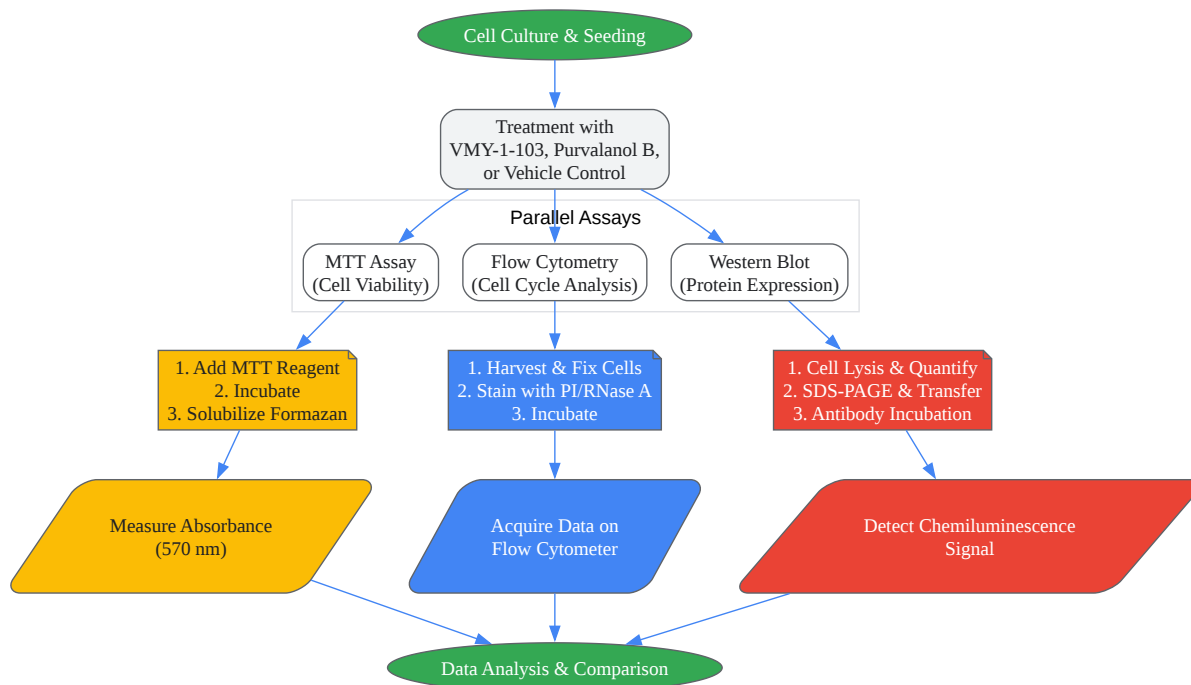 Cell Culture & Seeding
Treatment with
VMY-1-103, Purvalanol B,
or Vehicle Control
Parallel Assays
MTT Assay
(Cell Viability)
Flow Cytometry
(Cell Cycle Analysis)
Western Blot
(Protein Expression)
1. Add MTT Reagent
2. Incubate
3. Solubilize Formazan
1. Harvest & Fix Cells
2. Stain with PI/RNase A
3. Incubate
1. Cell Lysis & Quantify
2. SDS-PAGE & Transfer
3. Antibody Incubation
Measure Absorbance
(570 nm)
Acquire Data on
Flow Cytometer
Detect Chemiluminescence
Signal
Data Analysis & Comparison